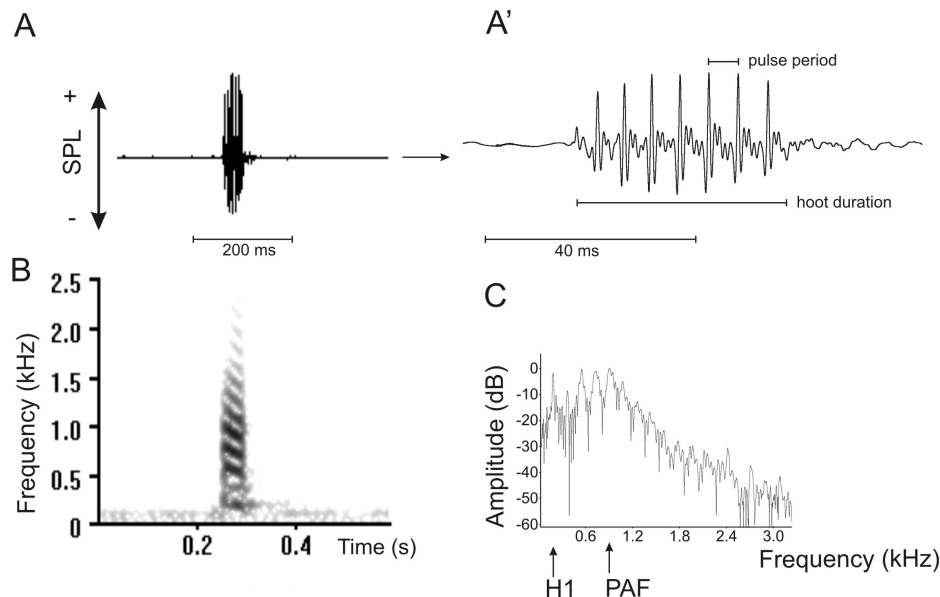 A
A’
pulse period
+
SPL
-
hoot duration
200 ms
40 ms
B
2.5
2.0
1.5
1.0
0.5
0
Frequency (kHz)
0.2
0.4
Time (s)
C
0
-10
-20
-30
-40
-50
-60
Amplitude (dB)
0.6
1.2
1.8
2.4
3.0
Frequency (kHz)
H1
PAF